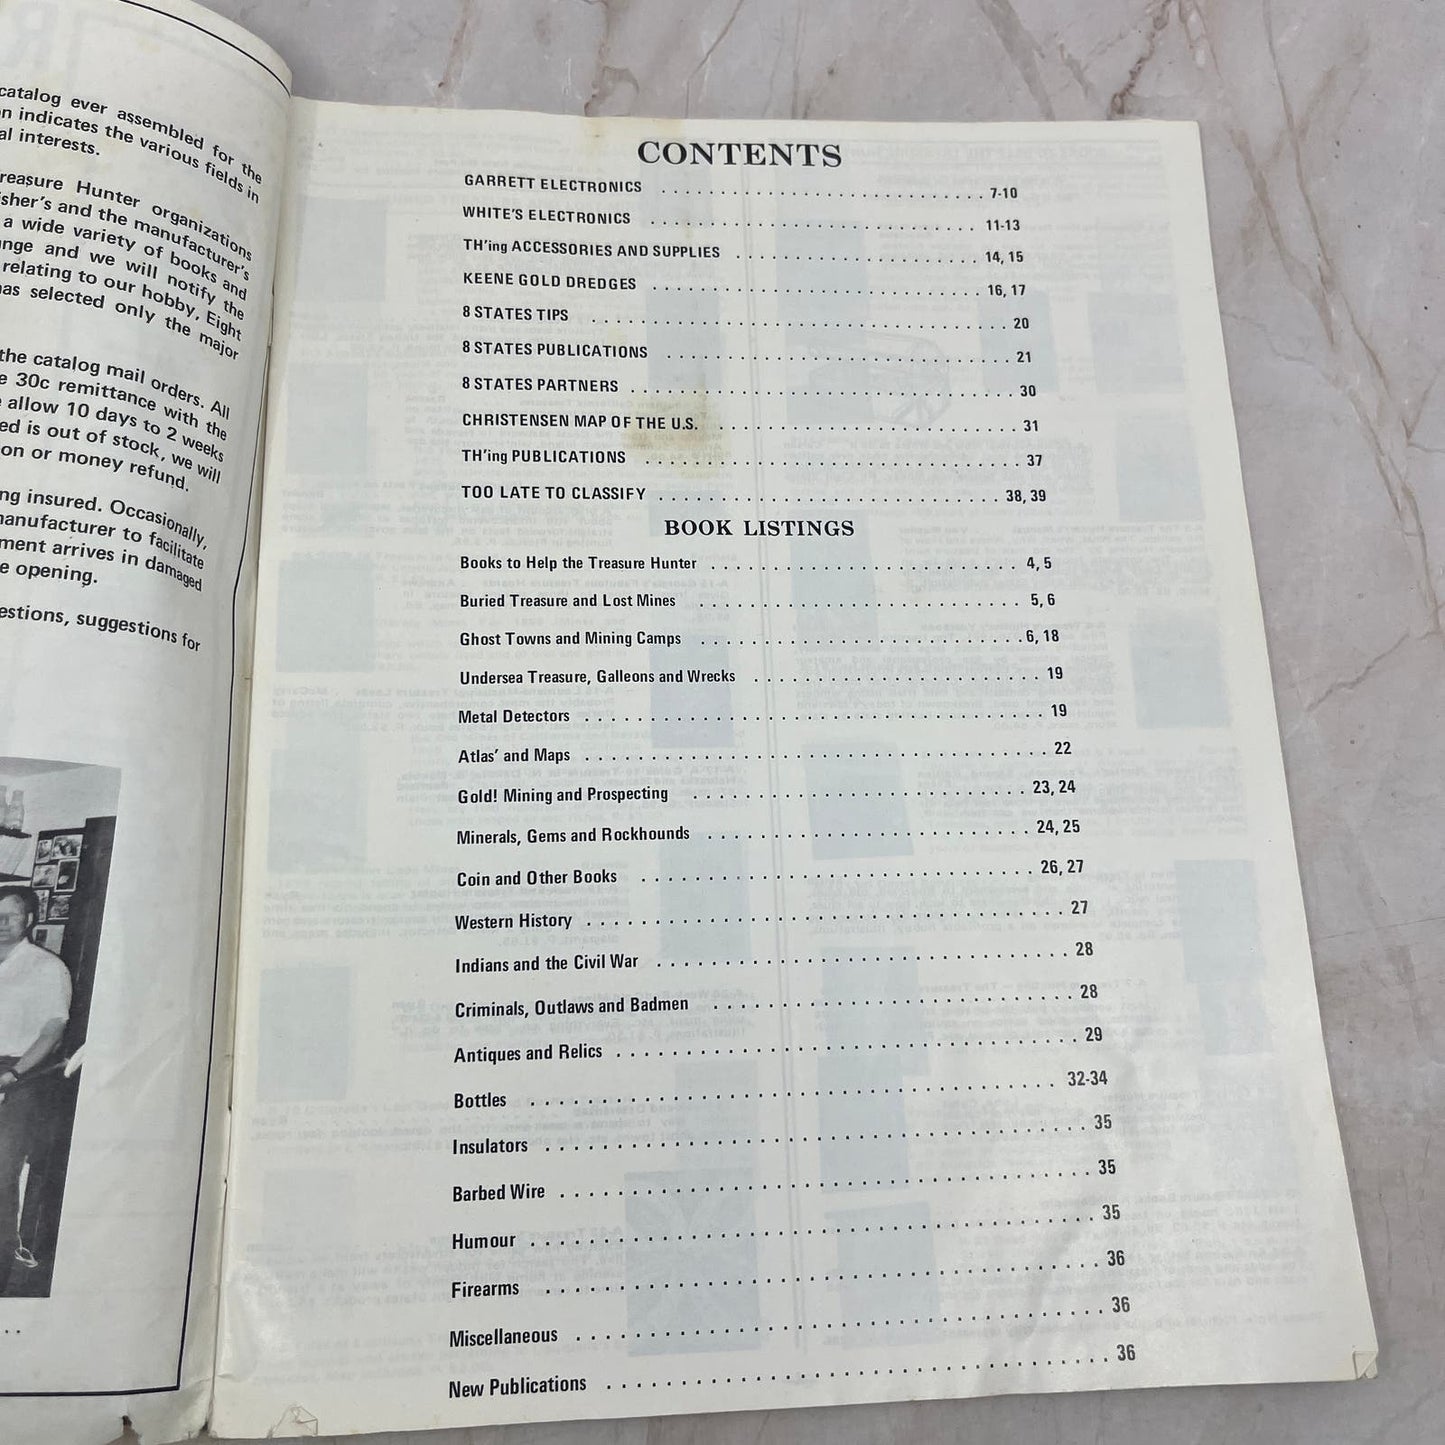 catalog ever assembled for the
indicates the various fields in
al interests.
reasure Hunter organizations
isher's and the manufacturer's
a wide variety of books and
ange and we will notify the
relating to our hobby, Eight
has selected only the major
the catalog mail orders. All
30c remittance with the
allow 10 days to 2 weeks
ed is out of stock, we will
on or money refund.
ng insured. Occasionally,
manufacturer to facilitate
ment arrives in damaged
e opening.
estions, suggestions for
CONTENTS
GARRETT ELECTRONICS 7-10
WHITE'S ELECTRONICS 11-13
TH'ing ACCESSORIES AND SUPPLIES 14, 15
KEENE GOLD DREDGES 16, 17
8 STATES TIPS 20
8 STATES PUBLICATIONS 21
8 STATES PARTNERS 30
CHRISTENSEN MAP OF THE U.S. 31
TH'ing PUBLICATIONS 37
TOO LATE TO CLASSIFY 38, 39
BOOK LISTINGS
Books to Help the Treasure Hunter 4, 5
Buried Treasure and Lost Mines 5, 6
Ghost Towns and Mining Camps 6, 18
Undersea Treasure, Galleons and Wrecks 19
Metal Detectors 19
Atlas' and Maps 22
Gold! Mining and Prospecting 23, 24
Minerals, Gems and Rockhounds 24, 25
Coin and Other Books 26, 27
Western History 27
Indians and the Civil War 28
Criminals, Outlaws and Badmen 28
Antiques and Relics 29
Bottles 32-34
Insulators 35
Barbed Wire 35
Humour 35
Firearms 36
Miscellaneous 36
New Publications 36